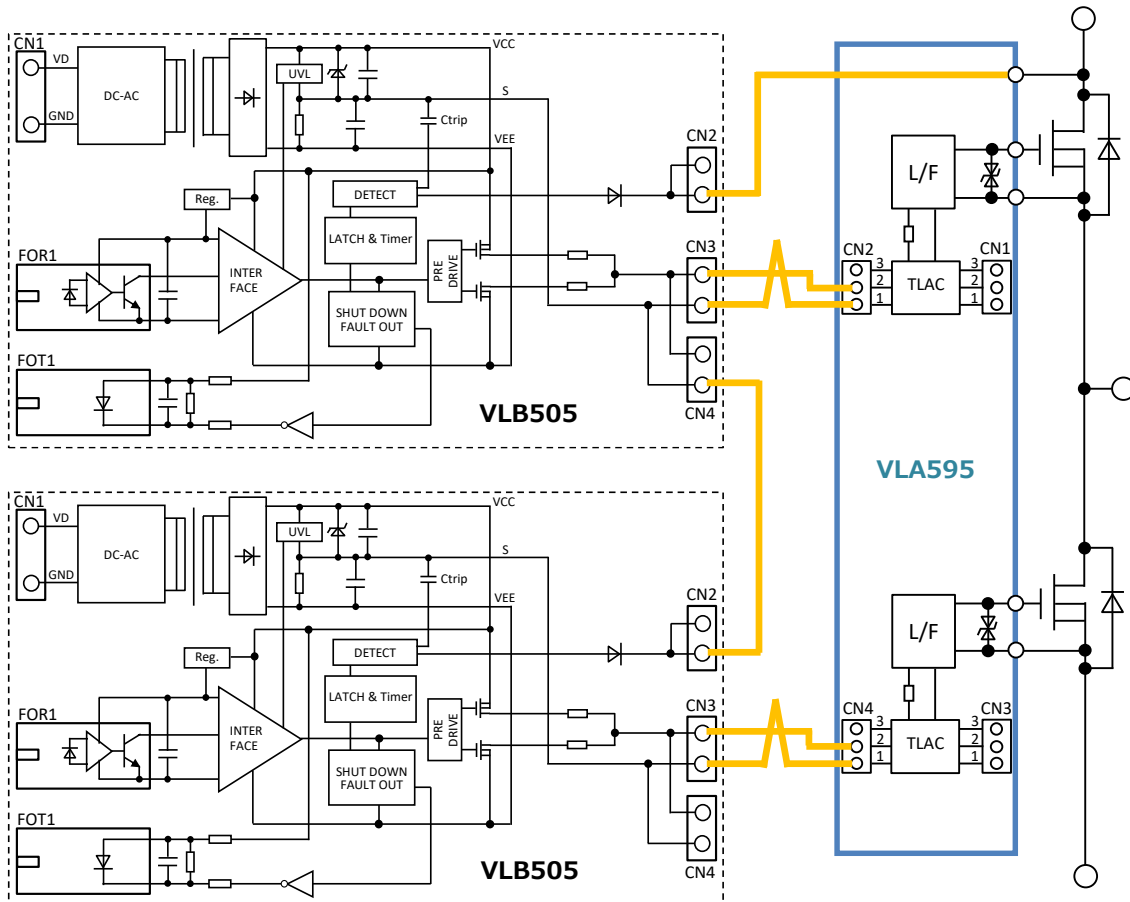 CN1
VD
GND
DC-AC
UVL
VCC
S
Ctrip
VEE
CN2
DETECT
Reg.
LATCH & Timer
FOR1
INTER
FACE
PRE
DRIVE
CN3
SHUT DOWN
FAULT OUT
FOT1
CN4
VLB505
L/F
CN2
3
2
1
TLAC
3
2
1
CN1
VLA595
CN1
VD
GND
DC-AC
UVL
VCC
S
Ctrip
VEE
CN2
DETECT
Reg.
LATCH & Timer
FOR1
INTER
FACE
PRE
DRIVE
CN3
SHUT DOWN
FAULT OUT
FOT1
CN4
VLB505
L/F
CN4
3
2
1
TLAC
3
2
1
CN3